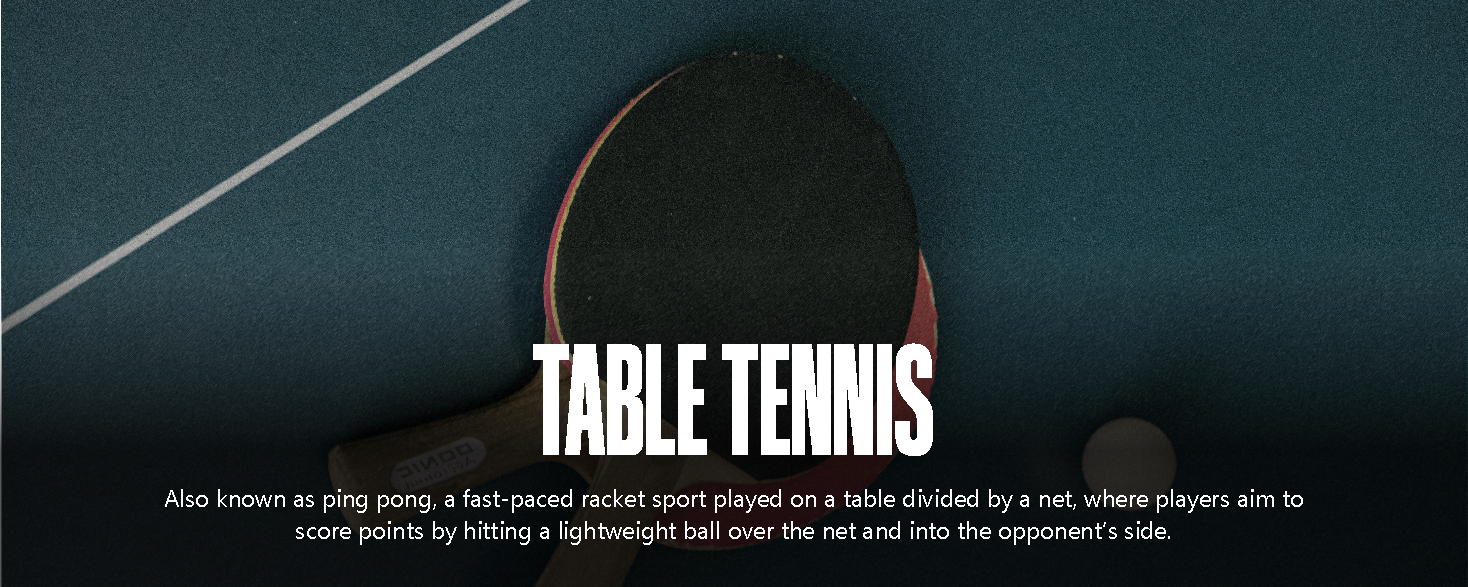 TABLE TENNIS
Also known as ping pong, a fast-paced racket sport played on a table divided by a net, where players aim to
score points by hitting a lightweight ball over the net and into the opponent's side.
DONIC